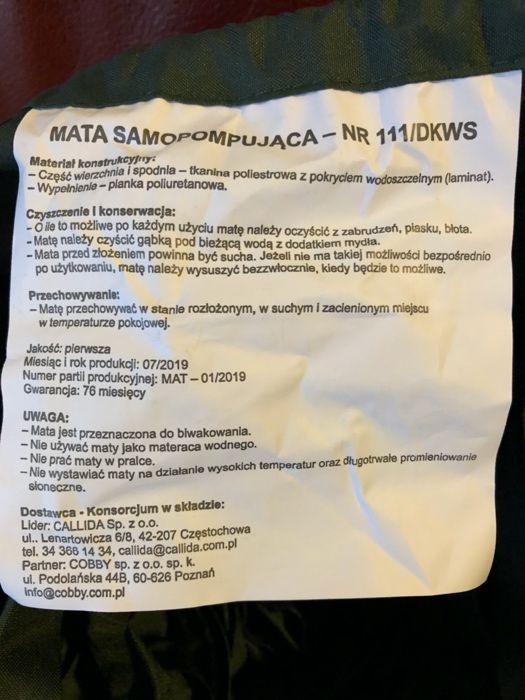 MATA SAMOPOMPUJĄCA – NR 111/DKWS
Materiał konstrukcyjny:
– Część wierzchnia i spodnia – tkanina poliestrowa z pokryciem wodoszczelnym (laminat).
– Wypełnienie – pianka poliuretanowa.
Czyszczenie i konserwacja:
- O ile to możliwe po każdym użyciu matę należy oczyścić z zabrudzeń, piasku, błota.
- Matę należy czyścić gąbką pod bieżącą wodą z dodatkiem mydła.
- Mata przed złożeniem powinna być sucha. Jeżeli nie ma takiej możliwości bezpośrednio
po użytkowaniu, matę należy wysuszyć bezzwłocznie, kiedy będzie to możliwe.
Przechowywanie:
– Matę przechowywać w stanie rozłożonym, w suchym i zacienionym miejscu
w temperaturze pokojowej.
Jakość: pierwsza
Miesiąc i rok produkcji: 07/2019
Numer partii produkcyjnej: MAT – 01/2019
Gwarancja: 76 miesięcy
UWAGA:
– Mata jest przeznaczona do biwakowania.
– Nie używać maty jako materaca wodnego.
– Nie prać maty w pralce.
– Nie wystawiać maty na działanie wysokich temperatur oraz długotrwałe promieniowanie
słoneczne.
Dostawca - Konsorcjum w składzie:
Lider: CALLIDA Sp. z o.o.
ul.. Lenartowicza 6/8, 42-207 Częstochowa
tel. 34 366 14 34, callida@callida.com.pl
Partner: COBBY sp. z o.o. sp. k.
ul. Podolańska 44B, 60-626 Poznań
info@cobby.com.pl